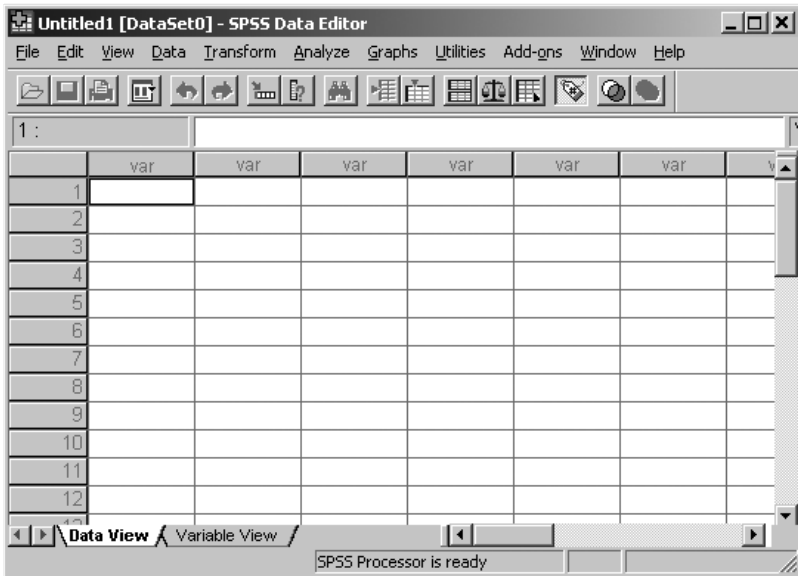 Untitled1 [DataSet0] - SPSS Data Editor
File Edit View Data Transform Analyze Graphs Utilities Add-ons Window Help
1 :
var var var var var var
1
2
3
4
5
6
7
8
9
10
11
12
Data View Variable View
SPSS Processor is ready